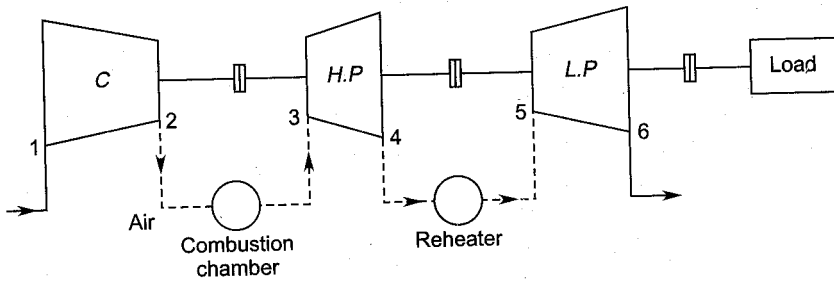 C
H.P
L.P
Load
1
2
3
4
5
6
Air
Combustion
chamber
Reheater